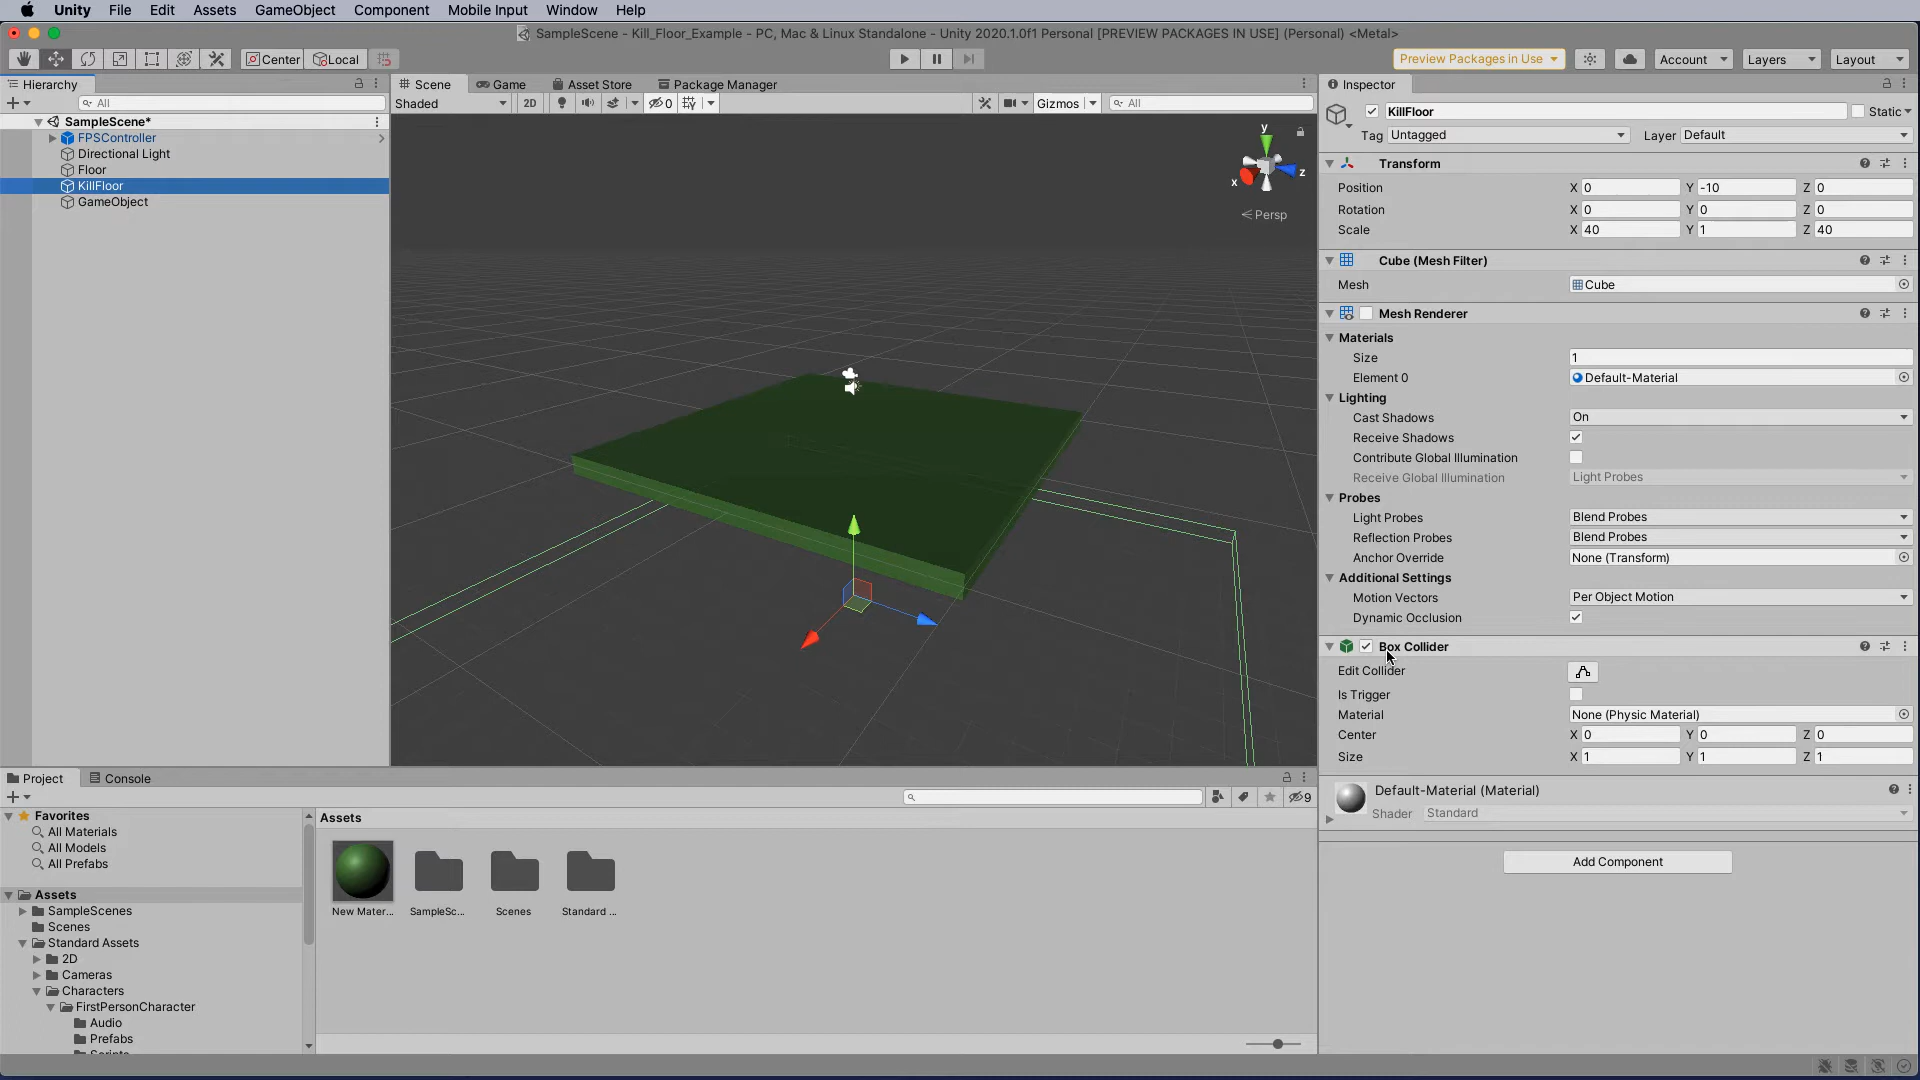 Unity File Edit Assets GameObject Component Mobile Input Window Help
SampleScene - Kill_Floor_Example - PC, Mac & Linux Standalone - Unity 2020.1.0f1 Personal [PREVIEW PACKAGES IN USE] (Personal) <Metal>
Center Local Preview Packages in Use Account Layers Layout
Hierarchy
All
SampleScene*
FPSController
Directional Light
Floor
KillFloor
GameObject
Scene Game Asset Store Package Manager
Shaded 2D 0 Gizmos All
y
x
z
Persp
Inspector
KillFloor Static
Tag Untagged Layer Default
Transform
Position X 0 Y -10 Z 0
Rotation X 0 Y 0 Z 0
Scale X 40 Y 1 Z 40
Cube (Mesh Filter)
Mesh Cube
Mesh Renderer
Materials
Size 1
Element 0 Default-Material
Lighting
Cast Shadows On
Receive Shadows
Contribute Global Illumination
Receive Global Illumination Light Probes
Probes
Light Probes Blend Probes
Reflection Probes Blend Probes
Anchor Override None (Transform)
Additional Settings
Motion Vectors Per Object Motion
Dynamic Occlusion
Box Collider
Edit Collider
Is Trigger
Material None (Physic Material)
Center X 0 Y 0 Z 0
Size X 1 Y 1 Z 1
Default-Material (Material)
Shader Standard
Add Component
Project Console
9
Favorites
All Materials
All Models
All Prefabs
Assets
SampleScenes
Scenes
Standard Assets
2D
Cameras
Characters
FirstPersonCharacter
Audio
Prefabs
Scripts
Assets
New Mater... SampleSc... Scenes Standard ...